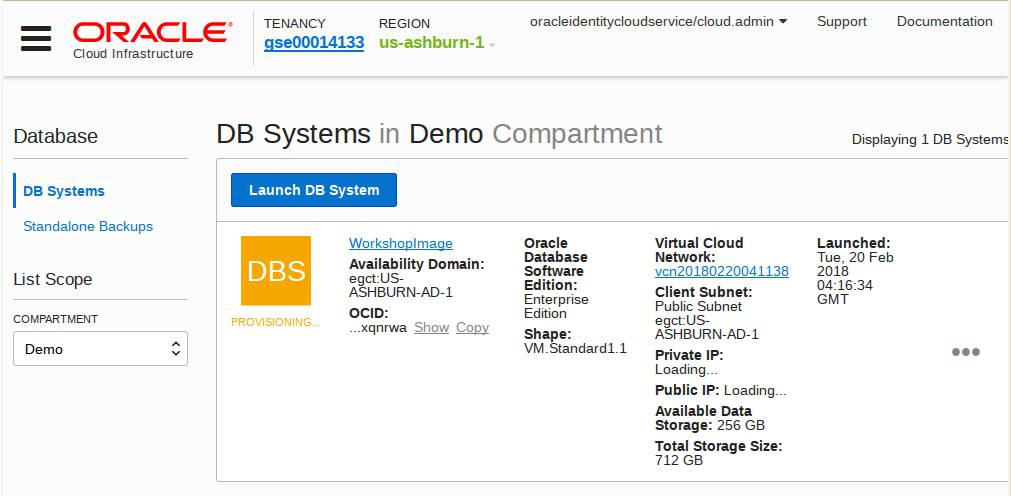 ORACLE®
Cloud Infrastructure
TENANCY
gse00014133
REGION
us-ashburn-1
oracleidentitycloudservice/cloud.admin
Support
Documentation
Database
DB Systems
Standalone Backups
List Scope
COMPARTMENT
Demo
DB Systems in Demo Compartment
Displaying 1 DB Systems
Launch DB System
DBS
PROVISIONING...
WorkshopImage
Availability Domain:
egct:US-
ASHBURN-AD-1
OCID:
...xqnrwa Show Copy
Oracle
Database
Software
Edition:
Enterprise
Edition
Shape:
VM.Standard1.1
Virtual Cloud
Network:
vcn20180220041138
Client Subnet:
Public Subnet
egct:US-
ASHBURN-AD-1
Private IP:
Loading...
Public IP: Loading...
Available Data
Storage: 256 GB
Total Storage Size:
712 GB
Launched:
Tue, 20 Feb
2018
04:16:34
GMT